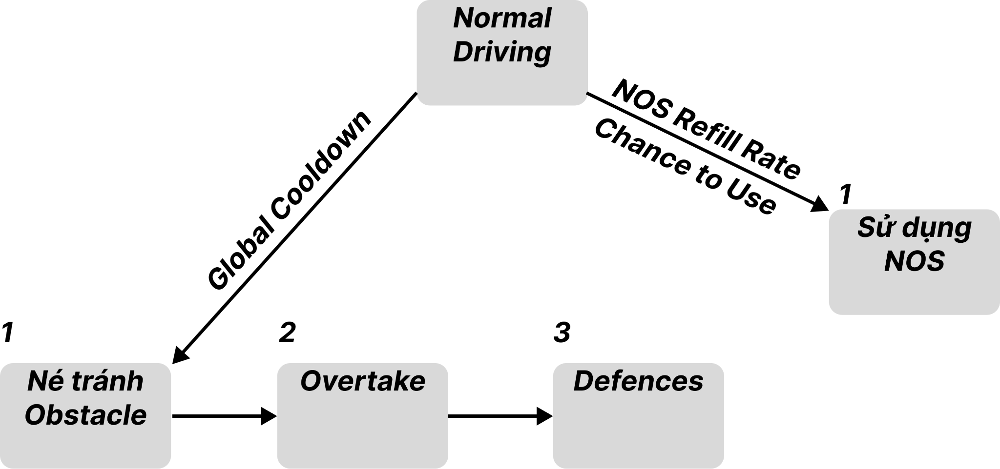 Normal
Driving
Global Cooldown
NOS Refill Rate
Chance to Use
1
Sử dụng
NOS
1
Né tránh
Obstacle
2
Overtake
3
Defences